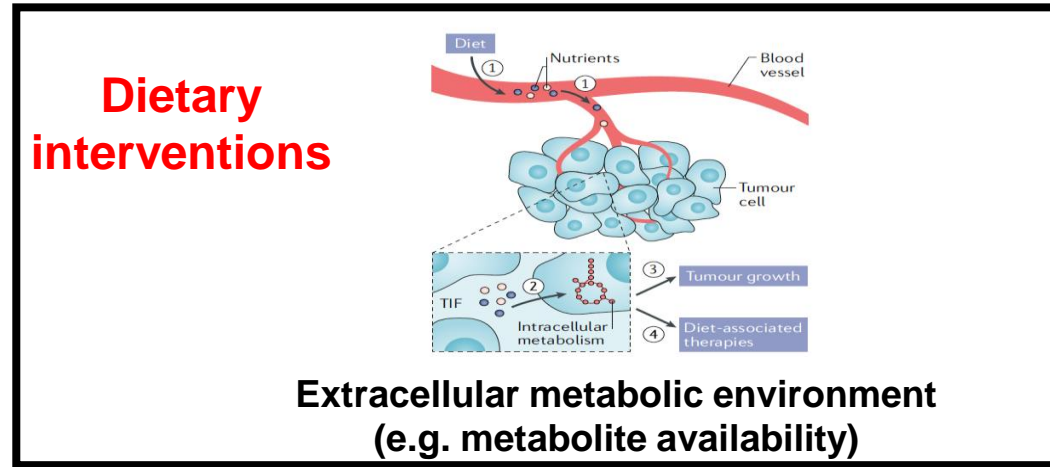 Dietary
interventions
Diet
1
Nutrients
1
Blood
vessel
Tumour
cell
TIF
2
Intracellular
metabolism
3
Tumour growth
4
Diet-associated
therapies
Extracellular metabolic environment
(e.g. metabolite availability)